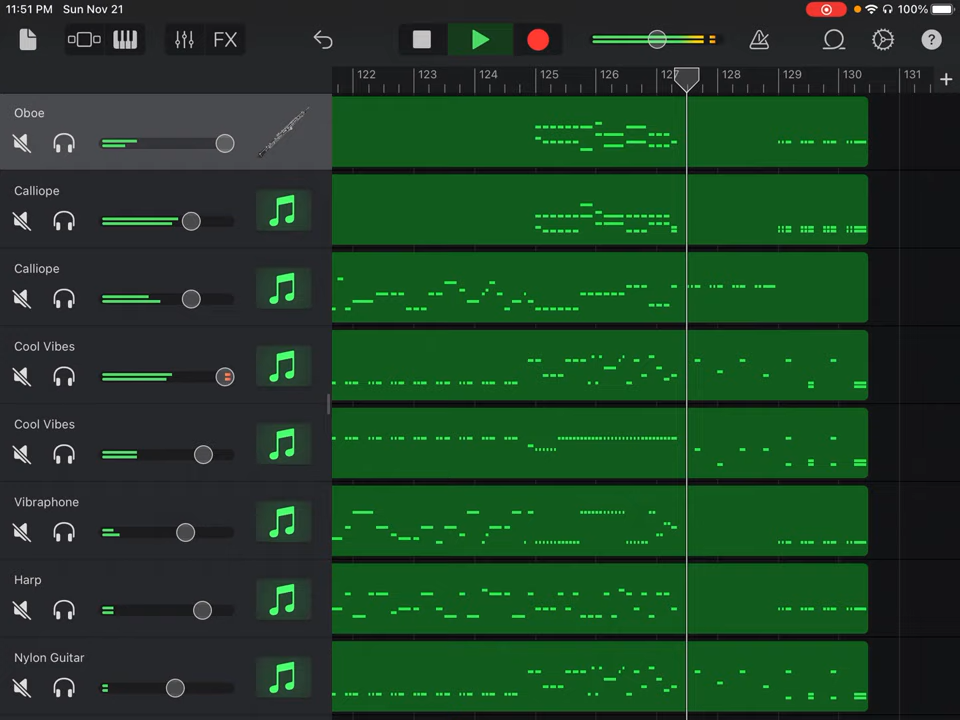 11:51 PM Sun Nov 21 100%
FX ?
122 123 124 125 126 127 128 129 130 131 +
Oboe
Calliope
Calliope
Cool Vibes
Cool Vibes
Vibraphone
Harp
Nylon Guitar